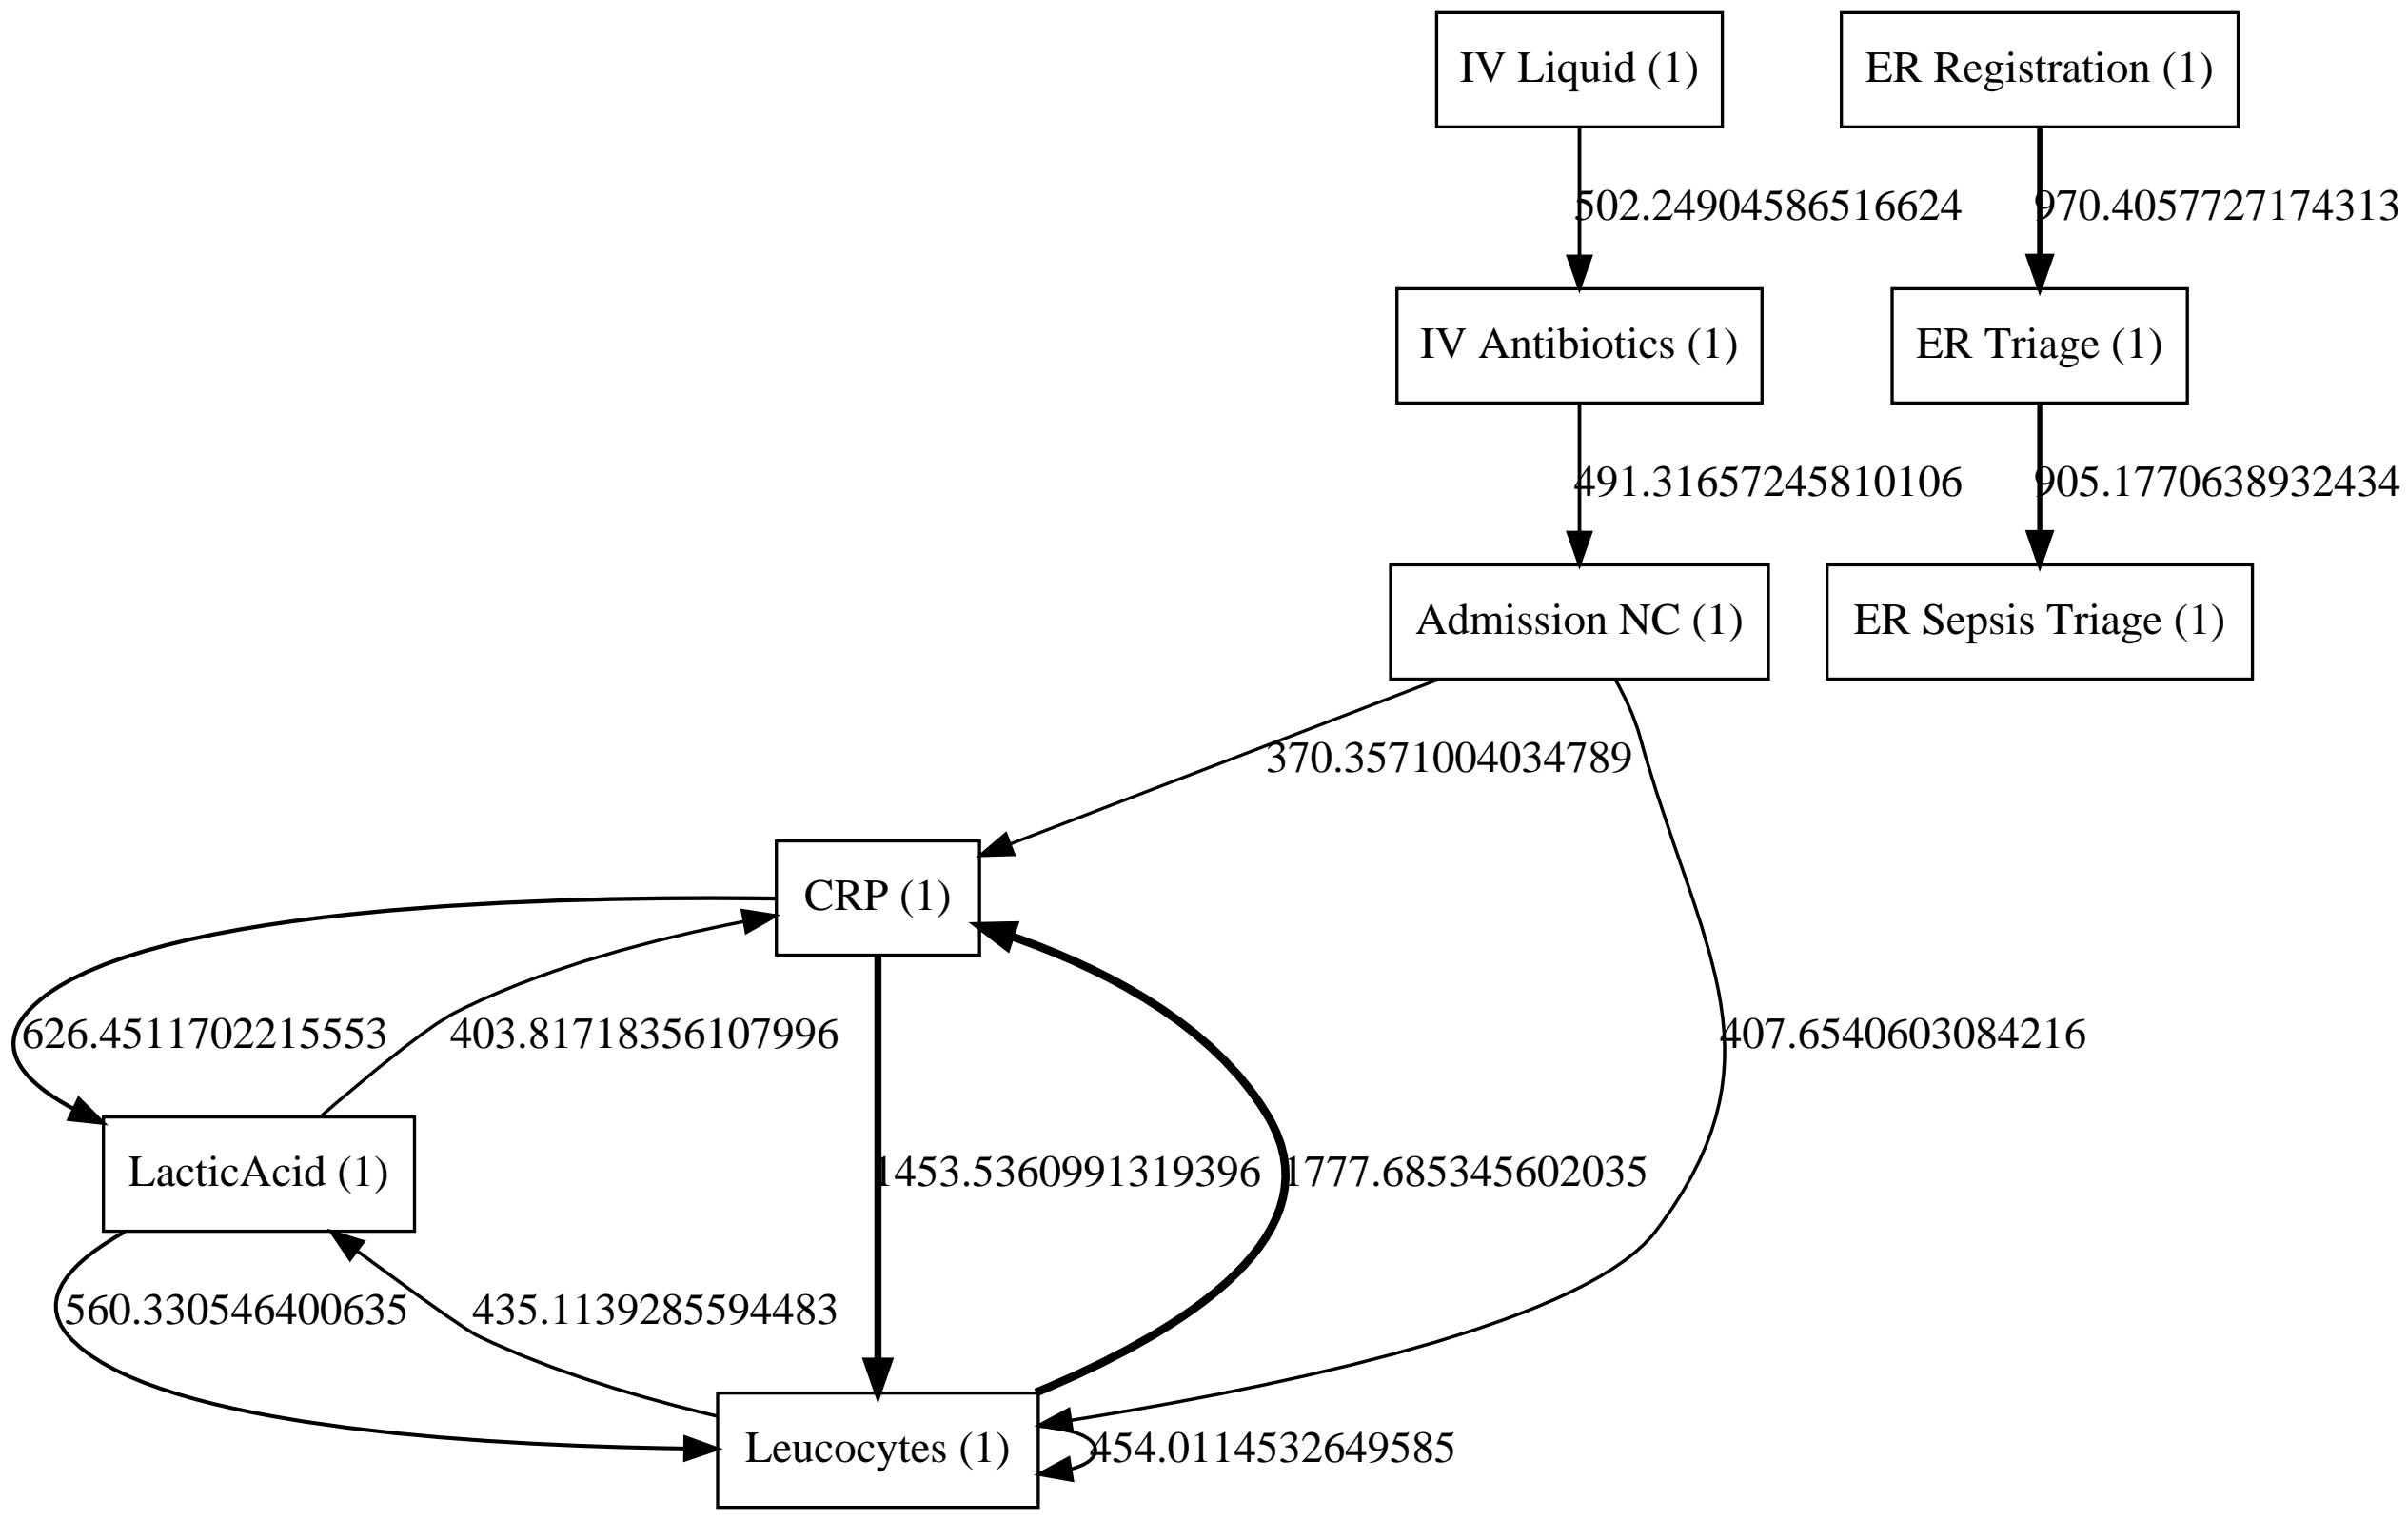 IV Liquid (1)
ER Registration (1)
502.24904586516624
970.4057727174313
IV Antibiotics (1)
ER Triage (1)
491.31657245810106
905.1770638932434
Admission NC (1)
ER Sepsis Triage (1)
370.3571004034789
CRP (1)
626.4511702215553
403.81718356107996
407.6540603084216
LacticAcid (1)
1453.5360991319396
1777.685345602035
560.330546400635
435.1139285594483
Leucocytes (1)
454.0114532649585